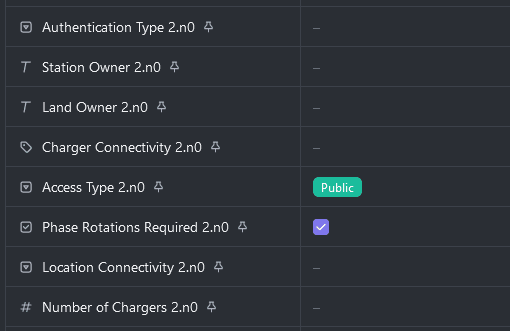 Authentication Type 2.n0 –
Station Owner 2.n0 –
Land Owner 2.n0 –
Charger Connectivity 2.n0 –
Access Type 2.n0 Public
Phase Rotations Required 2.n0
Location Connectivity 2.n0 –
Number of Chargers 2.n0 –